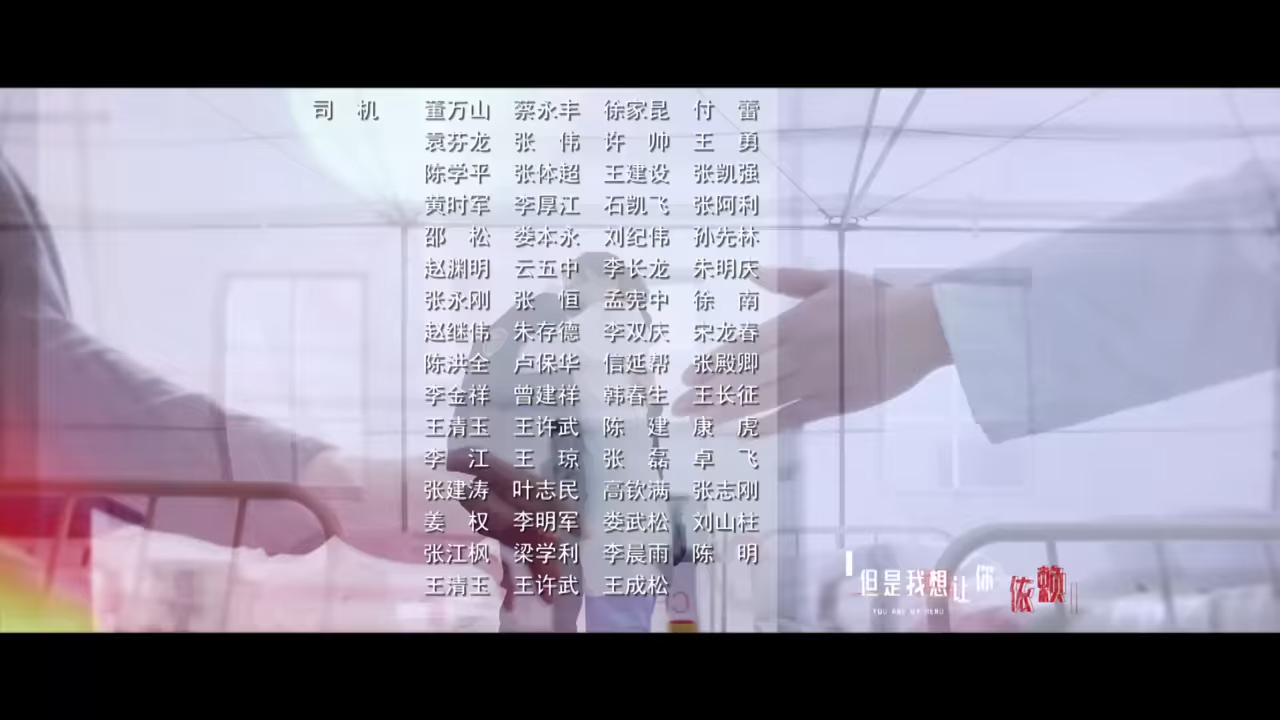 司 机 董万山 蔡永丰 徐家昆 付 蕾
袁芬龙 张 伟 许 帅 王 勇
陈学平 张体超 王建设 张凯强
黄时军 李厚江 石凯飞 张阿利
邵 松 娄本永 刘纪伟 孙先林
赵渊明 云五中 李长龙 朱明庆
张永刚 张 恒 孟宪中 徐 南
赵继伟 朱存德 李双庆 宋龙春
陈洪全 卢保华 信延帮 张殿卿
李金祥 曾建祥 韩春生 王长征
王清玉 王许武 陈 建 康 虎
李 江 王 琼 张 磊 卓 飞
张建涛 叶志民 高钦满 张志刚
姜 权 李明军 娄武松 刘山柱
张江枫 梁学利 李晨雨 陈 明
王清玉 王许武 王成松
但是我想让你依赖
YOU ARE MY HERO